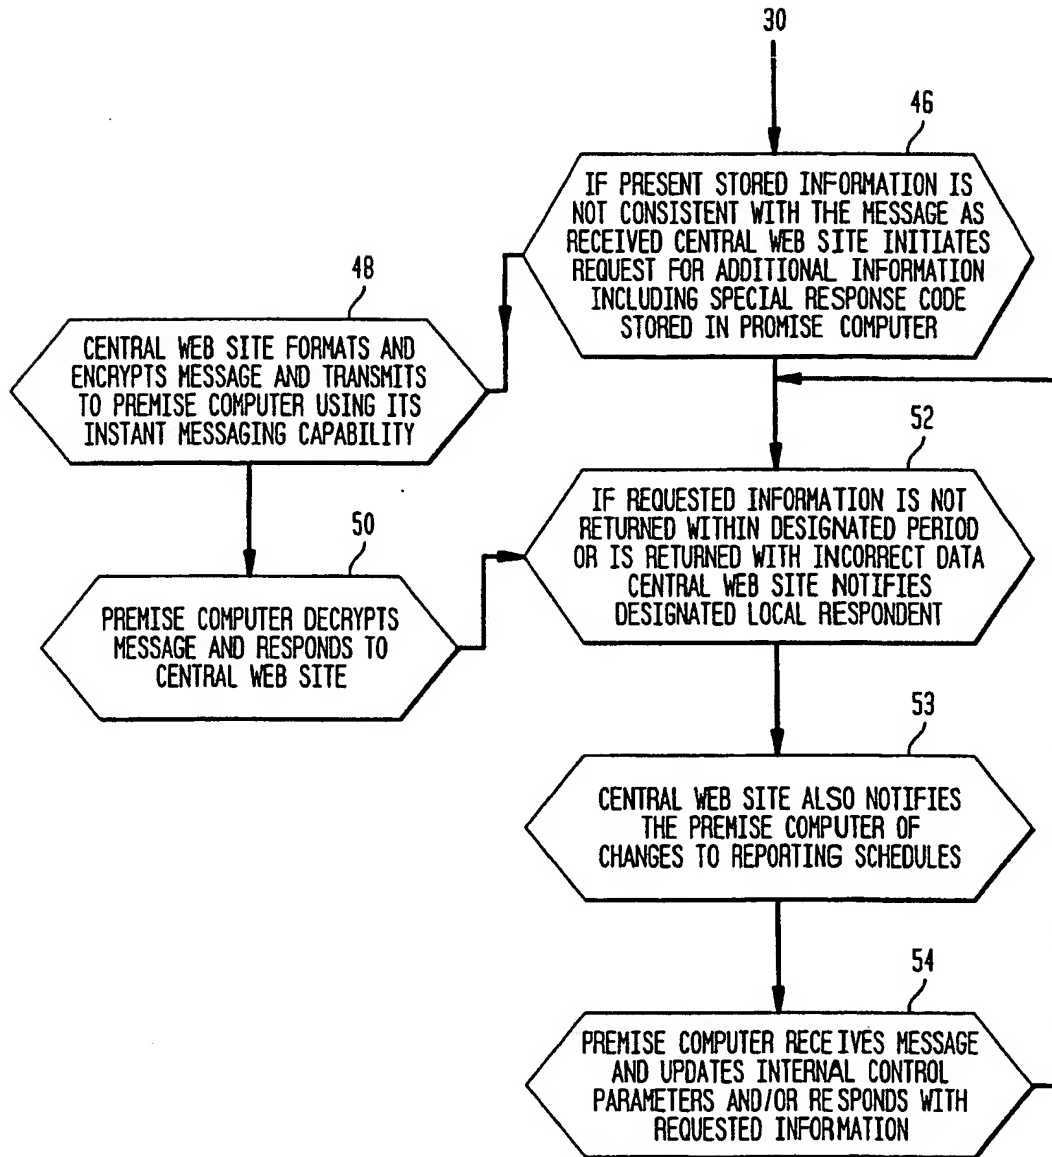 30
46
IF PRESENT STORED INFORMATION IS
NOT CONSISTENT WITH THE MESSAGE AS
RECEIVED CENTRAL WEB SITE INITIATES
REQUEST FOR ADDITIONAL INFORMATION
INCLUDING SPECIAL RESPONSE CODE
STORED IN PROMISE COMPUTER
48
CENTRAL WEB SITE FORMATS AND
ENCRYPTS MESSAGE AND TRANSMITS
TO PREMISE COMPUTER USING ITS
INSTANT MESSAGING CAPABILITY
50
PREMISE COMPUTER DECRYPTS
MESSAGE AND RESPONDS TO
CENTRAL WEB SITE
52
IF REQUESTED INFORMATION IS NOT
RETURNED WITHIN DESIGNATED PERIOD
OR IS RETURNED WITH INCORRECT DATA
CENTRAL WEB SITE NOTIFIES
DESIGNATED LOCAL RESPONDENT
53
CENTRAL WEB SITE ALSO NOTIFIES
THE PREMISE COMPUTER OF
CHANGES TO REPORTING SCHEDULES
54
PREMISE COMPUTER RECEIVES MESSAGE
AND UPDATES INTERNAL CONTROL
PARAMETERS AND/OR RESPONDS WITH
REQUESTED INFORMATION